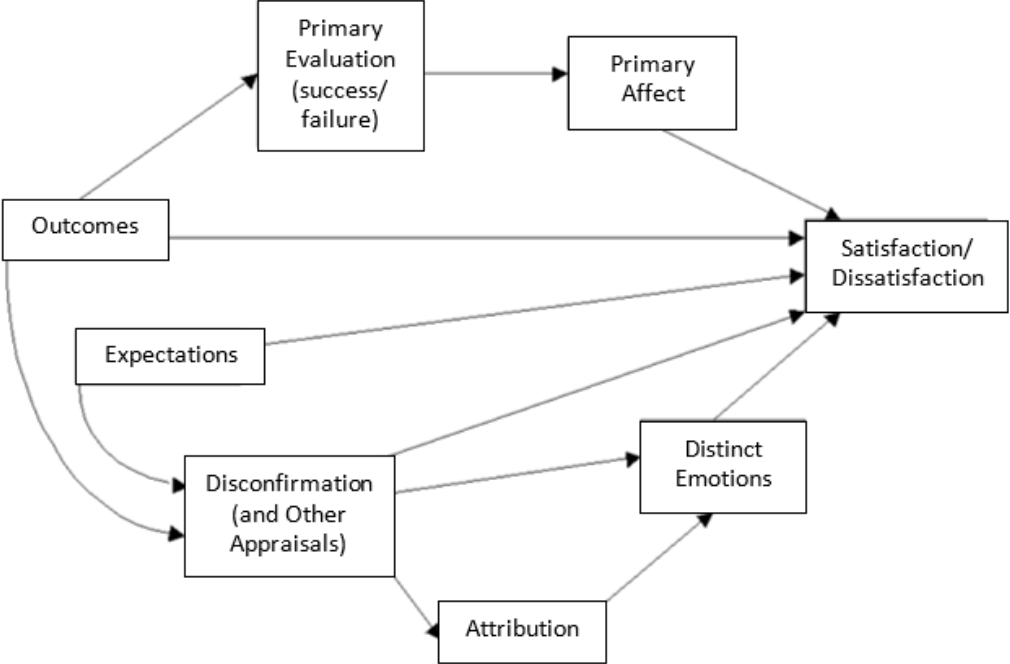 Primary
Evaluation
(success/
failure)
Primary
Affect
Outcomes
Satisfaction/
Dissatisfaction
Expectations
Disconfirmation
(and Other
Appraisals)
Distinct
Emotions
Attribution